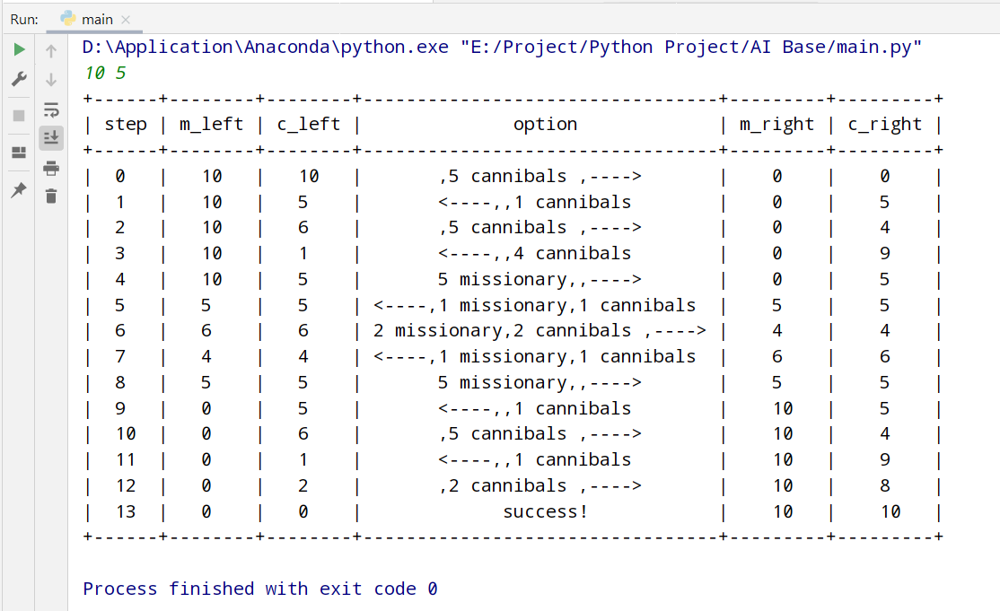 Run: main
D:\Application\Anaconda\python.exe "E:/Project/Python Project/AI Base/main.py"
10 5
+------+--------+--------+---------------------------------+---------+---------+
| step | m_left | c_left |              option             | m_right | c_right |
+------+--------+--------+---------------------------------+---------+---------+
|  0   |   10   |   10   |       ,5 cannibals ,---->       |    0    |    0    |
|  1   |   10   |   5    |       <----,,1 cannibals        |    0    |    5    |
|  2   |   10   |   6    |       ,5 cannibals ,---->       |    0    |    4    |
|  3   |   10   |   1    |       <----,,4 cannibals        |    0    |    9    |
|  4   |   10   |   5    |       5 missionary,,---->       |    0    |    5    |
|  5   |   5    |   5    | <----,1 missionary,1 cannibals  |    5    |    5    |
|  6   |   6    |   6    | 2 missionary,2 cannibals ,----> |    4    |    4    |
|  7   |   4    |   4    | <----,1 missionary,1 cannibals  |    6    |    6    |
|  8   |   5    |   5    |       5 missionary,,---->       |    5    |    5    |
|  9   |   0    |   5    |       <----,,1 cannibals        |    10   |    5    |
|  10  |   0    |   6    |       ,5 cannibals ,---->       |    10   |    4    |
|  11  |   0    |   1    |       <----,,1 cannibals        |    10   |    9    |
|  12  |   0    |   2    |       ,2 cannibals ,---->       |    10   |    8    |
|  13  |   0    |   0    |             success!            |    10   |    10   |
+------+--------+--------+---------------------------------+---------+---------+
Process finished with exit code 0